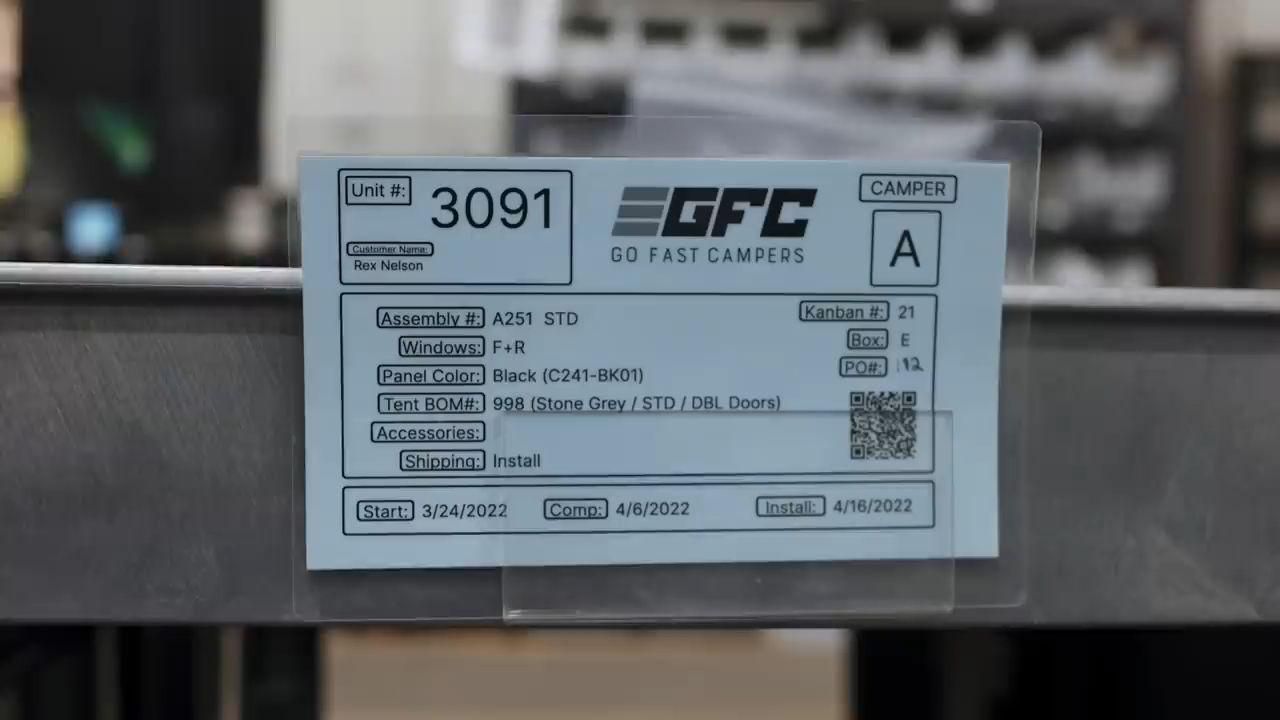 Unit #: 3091
Customer Name:
Rex Nelson
GFC
GO FAST CAMPERS
CAMPER
A
Assembly #: A251 STD
Windows: F+R
Panel Color: Black (C241-BK01)
Tent BOM#: 998 (Stone Grey / STD / DBL Doors)
Accessories:
Shipping: Install
Kanban #: 21
Box: E
PO#:
Start: 3/24/2022 Comp: 4/6/2022 Install: 4/16/2022